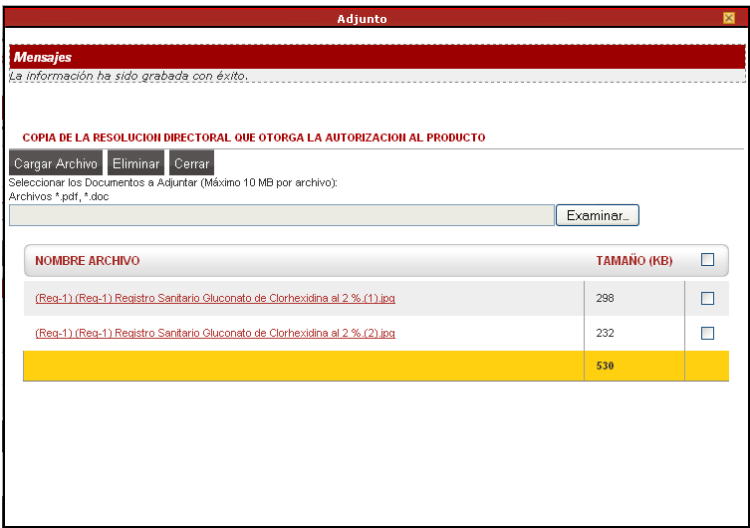 Adjunto
Mensajes
La información ha sido grabada con éxito.
COPIA DE LA RESOLUCION DIRECTORAL QUE OTORGA LA AUTORIZACION AL PRODUCTO
Cargar Archivo Eliminar Cerrar
Seleccionar los Documentos a Adjuntar (Máximo 10 MB por archivo):
Archivos *.pdf, *.doc
Examinar...
NOMBRE ARCHIVO TAMAÑO (KB)
(Req-1) (Req-1) Registro Sanitario Gluconato de Clorhexidina al 2 %.(1).jpg 298
(Req-1) (Req-1) Registro Sanitario Gluconato de Clorhexidina al 2 %.(2).jpg 232
530